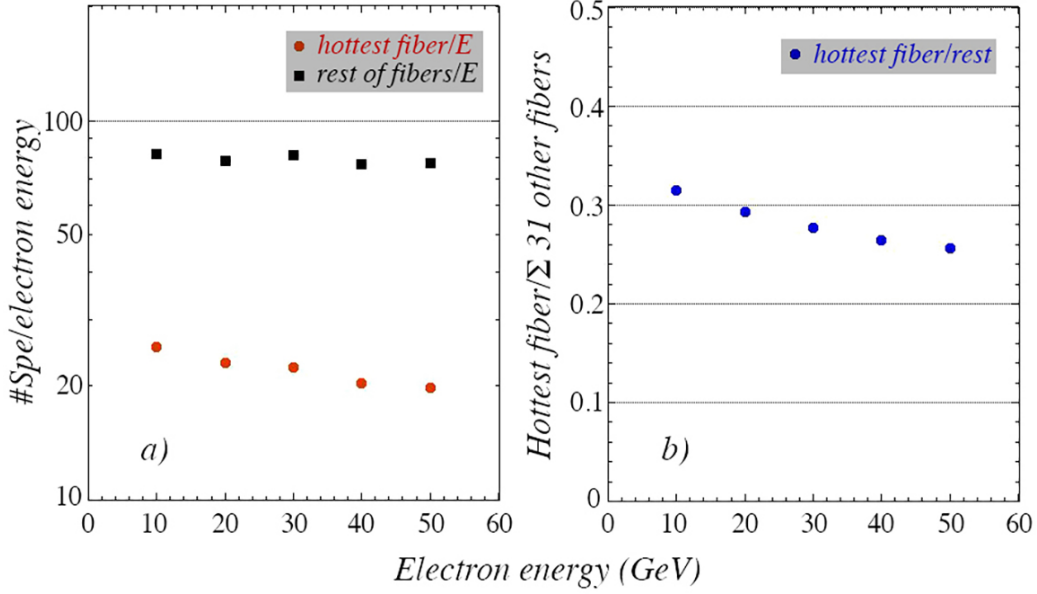 hottest fiber/E
rest of fibers/E
#Spe/electron energy
100
50
20
10
a)
0 10 20 30 40 50 60
hottest fiber/rest
Hottest fiber/Σ 31 other fibers
0.5
0.4
0.3
0.2
0.1
0
b)
0 10 20 30 40 50 60
Electron energy (GeV)